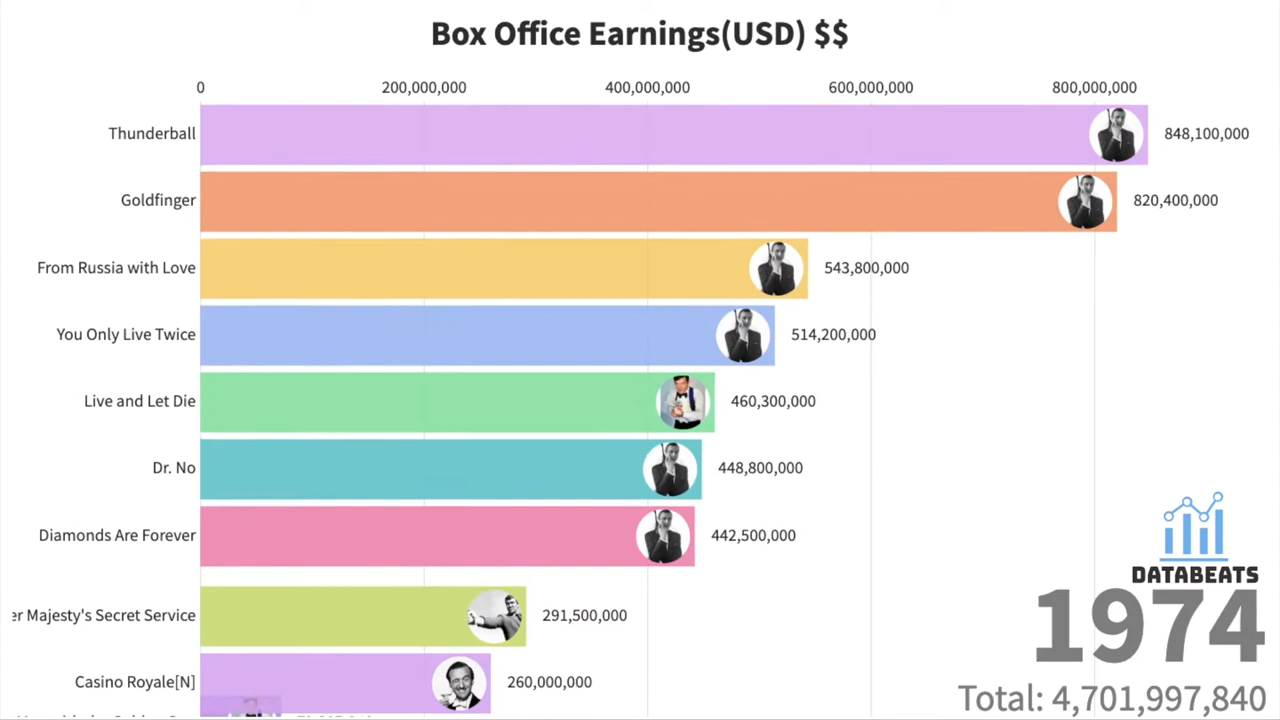 Box Office Earnings(USD) $$
0 200,000,000 400,000,000 600,000,000 800,000,000
Thunderball 848,100,000
Goldfinger 820,400,000
From Russia with Love 543,800,000
You Only Live Twice 514,200,000
Live and Let Die 460,300,000
Dr. No 448,800,000
Diamonds Are Forever 442,500,000
er Majesty's Secret Service 291,500,000
Casino Royale[N] 260,000,000
DATABEATS
1974
Total: 4,701,997,840